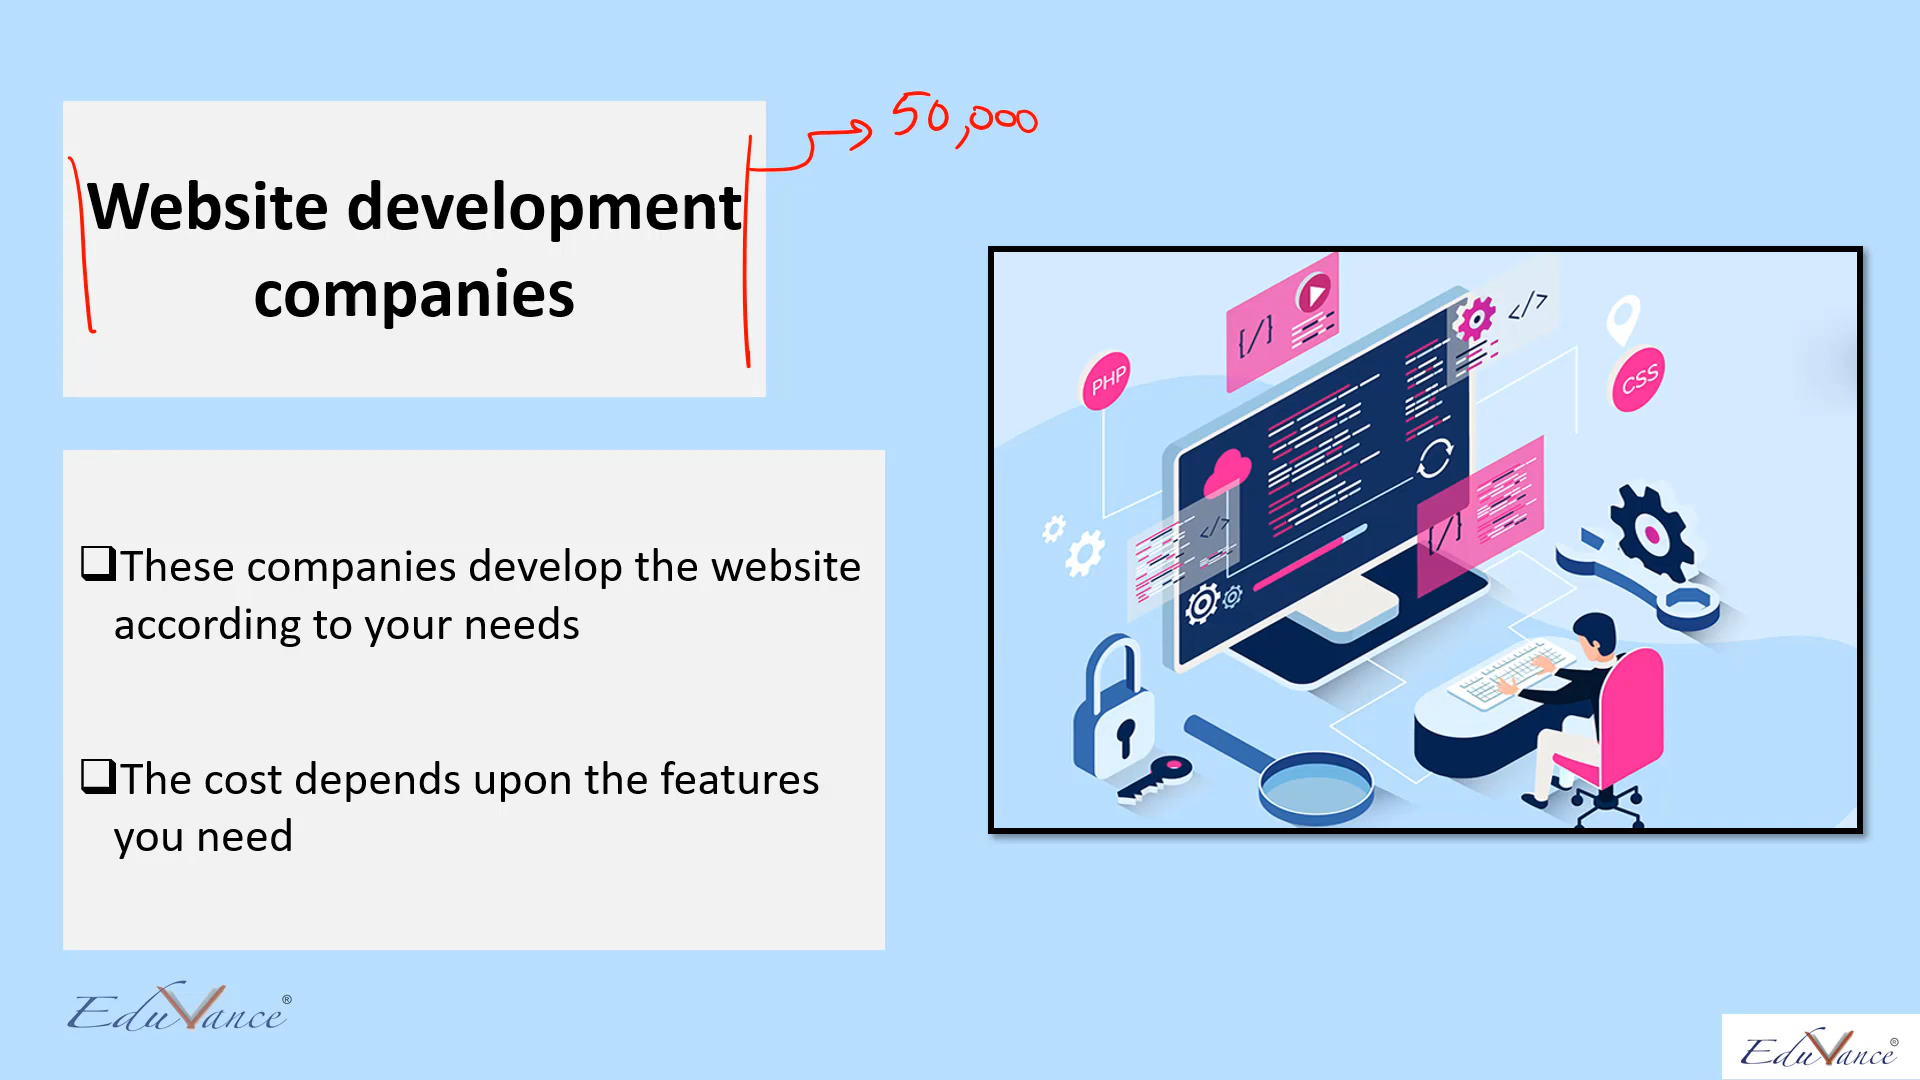 50,000
Website development
companies
[/]
</>
PHP
CSS
</>
[/]
❑These companies develop the website
according to your needs
❑The cost depends upon the features
you need
EduVance®
EduVance®